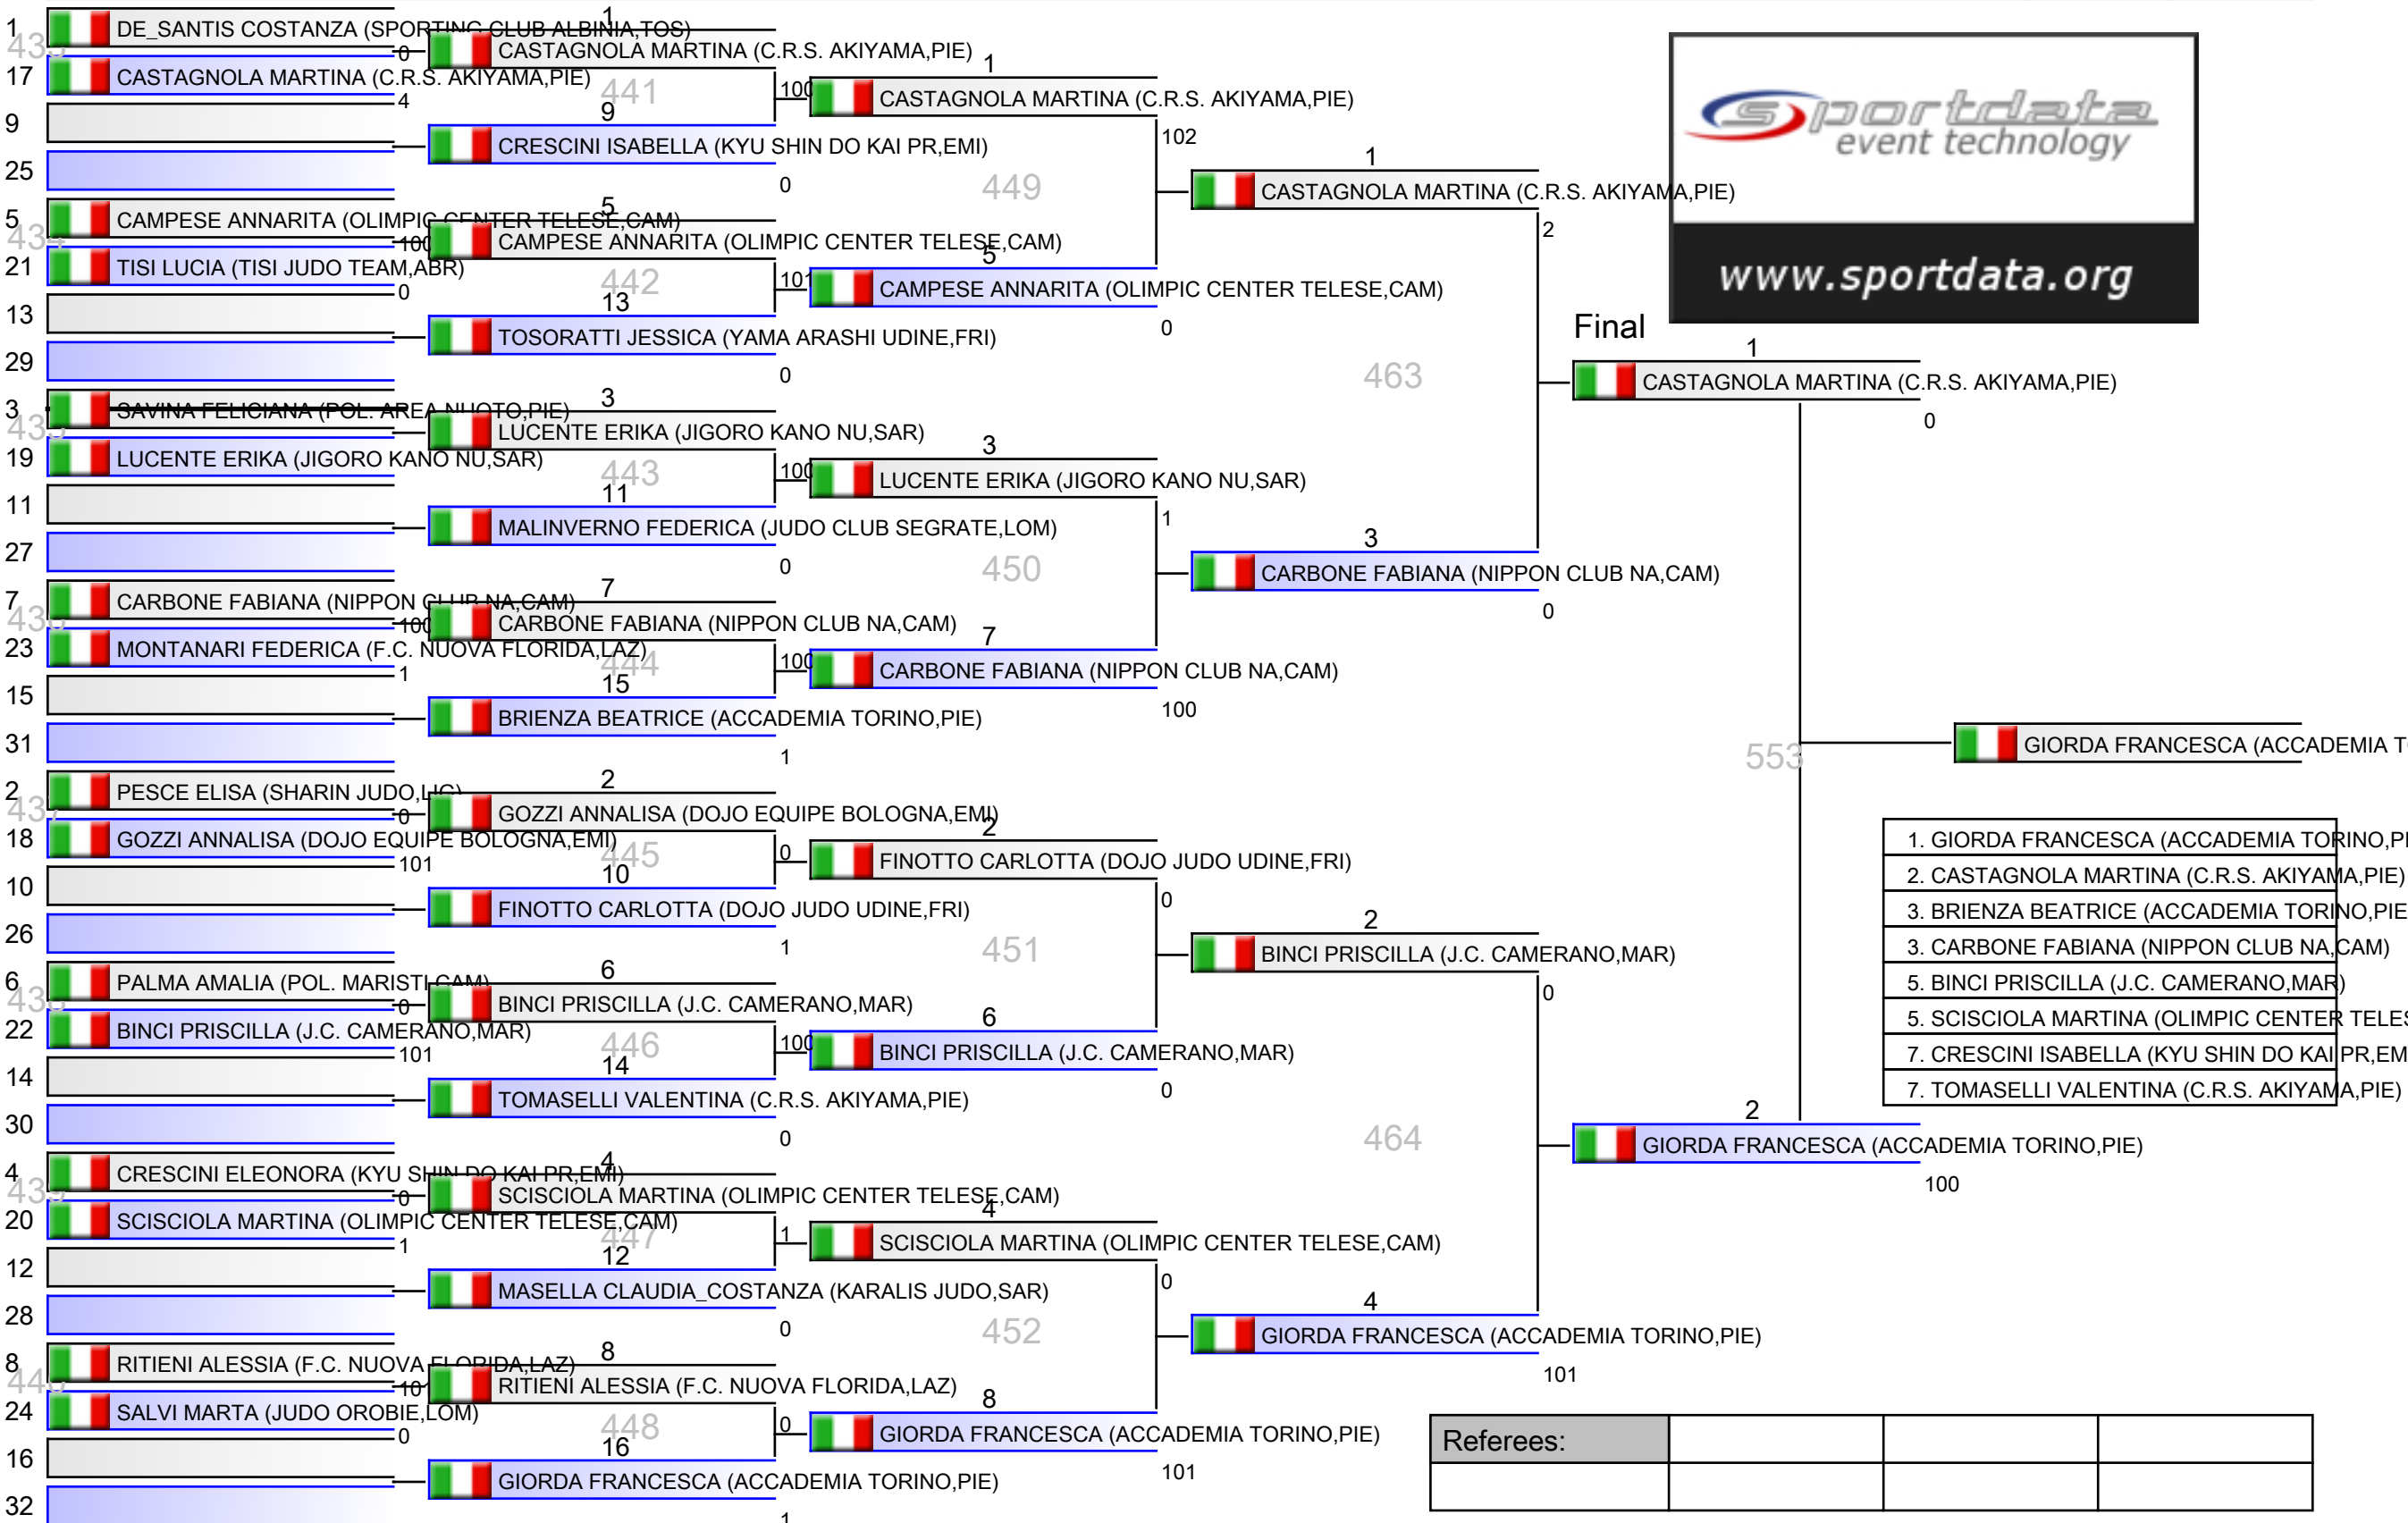 1
DE_SANTIS COSTANZA (SPORTING CLUB ALBINIA,TOS)
0
17
CASTAGNOLA MARTINA (C.R.S. AKIYAMA,PIE)
4
9
25
5
CAMPESE ANNARITA (OLIMPIC CENTER TELESE,CAM)
434
100
21
TISI LUCIA (TISI JUDO TEAM,ABR)
0
13
29
3
SAVINA FELICIANA (POL. AREA NUOTO,PIE)
19
LUCENTE ERIKA (JIGORO KANO NU,SAR)
11
27
7
CARBONE FABIANA (NIPPON CLUB NA,CAM)
100
23
MONTANARI FEDERICA (F.C. NUOVA FLORIDA,LAZ)
1
15
31
2
PESCE ELISA (SHARIN JUDO,LIG)
0
18
GOZZI ANNALISA (DOJO EQUIPE BOLOGNA,EMI)
101
10
26
6
PALMA AMALIA (POL. MARISTI,CAM)
0
22
BINCI PRISCILLA (J.C. CAMERANO,MAR)
101
14
30
4
CRESCINI ELEONORA (KYU SHIN DO KAI PR,EMI)
0
20
SCISCIOLA MARTINA (OLIMPIC CENTER TELESE,CAM)
1
12
28
8
RITIENI ALESSIA (F.C. NUOVA FLORIDA,LAZ)
24
SALVI MARTA (JUDO OROBIE,LOM)
0
16
32
1
CASTAGNOLA MARTINA (C.R.S. AKIYAMA,PIE)
441
100
9
CRESCINI ISABELLA (KYU SHIN DO KAI PR,EMI)
0
5
CAMPESE ANNARITA (OLIMPIC CENTER TELESE,CAM)
442
101
13
TOSORATTI JESSICA (YAMA ARASHI UDINE,FRI)
0
3
LUCENTE ERIKA (JIGORO KANO NU,SAR)
443
100
11
MALINVERNO FEDERICA (JUDO CLUB SEGRATE,LOM)
0
7
CARBONE FABIANA (NIPPON CLUB NA,CAM)
444
100
15
BRIENZA BEATRICE (ACCADEMIA TORINO,PIE)
1
2
GOZZI ANNALISA (DOJO EQUIPE BOLOGNA,EMI)
445
0
10
FINOTTO CARLOTTA (DOJO JUDO UDINE,FRI)
1
6
BINCI PRISCILLA (J.C. CAMERANO,MAR)
446
100
14
TOMASELLI VALENTINA (C.R.S. AKIYAMA,PIE)
0
4
SCISCIOLA MARTINA (OLIMPIC CENTER TELESE,CAM)
447
1
12
MASELLA CLAUDIA_COSTANZA (KARALIS JUDO,SAR)
0
8
RITIENI ALESSIA (F.C. NUOVA FLORIDA,LAZ)
448
0
16
GIORDA FRANCESCA (ACCADEMIA TORINO,PIE)
1
1
CASTAGNOLA MARTINA (C.R.S. AKIYAMA,PIE)
102
449
5
CAMPESE ANNARITA (OLIMPIC CENTER TELESE,CAM)
0
3
LUCENTE ERIKA (JIGORO KANO NU,SAR)
1
450
7
CARBONE FABIANA (NIPPON CLUB NA,CAM)
100
2
FINOTTO CARLOTTA (DOJO JUDO UDINE,FRI)
0
451
6
BINCI PRISCILLA (J.C. CAMERANO,MAR)
0
4
SCISCIOLA MARTINA (OLIMPIC CENTER TELESE,CAM)
0
452
8
GIORDA FRANCESCA (ACCADEMIA TORINO,PIE)
101
1
CASTAGNOLA MARTINA (C.R.S. AKIYAMA,PIE)
2
463
3
CARBONE FABIANA (NIPPON CLUB NA,CAM)
0
2
BINCI PRISCILLA (J.C. CAMERANO,MAR)
0
464
4
GIORDA FRANCESCA (ACCADEMIA TORINO,PIE)
101
sportdata
event technology
www.sportdata.org
Final
1
CASTAGNOLA MARTINA (C.R.S. AKIYAMA,PIE)
0
553
GIORDA FRANCESCA (ACCADEMIA
2
GIORDA FRANCESCA (ACCADEMIA TORINO,PIE)
100
1. GIORDA FRANCESCA (ACCADEMIA TORINO,PI
2. CASTAGNOLA MARTINA (C.R.S. AKIYAMA,PIE)
3. BRIENZA BEATRICE (ACCADEMIA TORINO,PIE
3. CARBONE FABIANA (NIPPON CLUB NA,CAM)
5. BINCI PRISCILLA (J.C. CAMERANO,MAR)
5. SCISCIOLA MARTINA (OLIMPIC CENTER TELES
7. CRESCINI ISABELLA (KYU SHIN DO KAI PR,EM
7. TOMASELLI VALENTINA (C.R.S. AKIYAMA,PIE)
Referees: